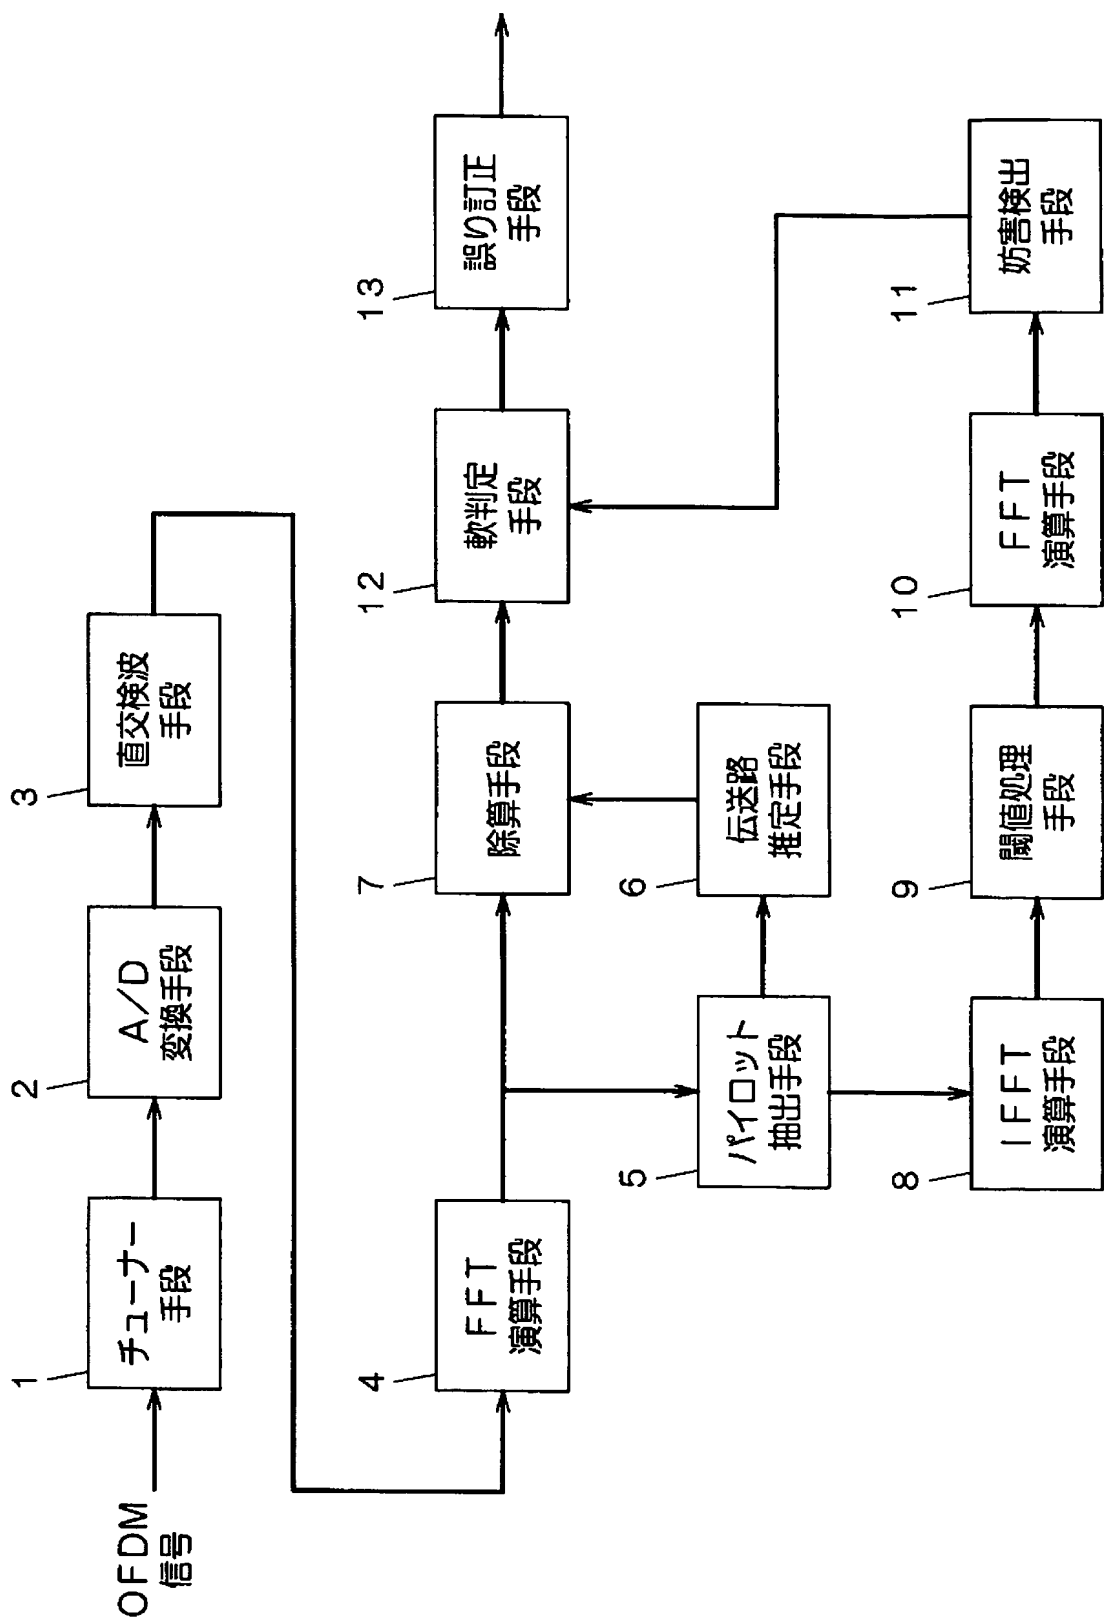 OFDM
信号
1
チューナー
手段
2
A/D
変換手段
3
直交検波
手段
4
FFT
演算手段
7
除算手段
12
軟判定
手段
13
誤り訂正
手段
5
パイロット
抽出手段
6
伝送路
推定手段
8
IFFT
演算手段
9
閾値処理
手段
10
FFT
演算手段
11
妨害検出
手段